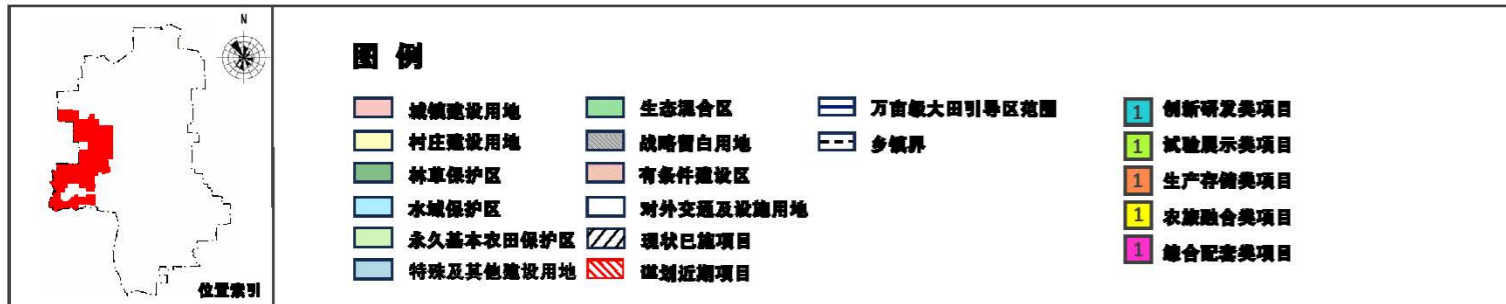 N
位置索引
图 例
城镇建设用地
村庄建设用地
林草保护区
水域保护区
永久基本农田保护区
特殊及其他建设用地
生态混合区
战略留白用地
有条件建设区
对外交通及设施用地
现状已施项目
谋划近期项目
万亩级大田引导区范围
乡镇界
1 创新研发类项目
1 试验展示类项目
1 生产存储类项目
1 农旅融合类项目
1 综合配套类项目